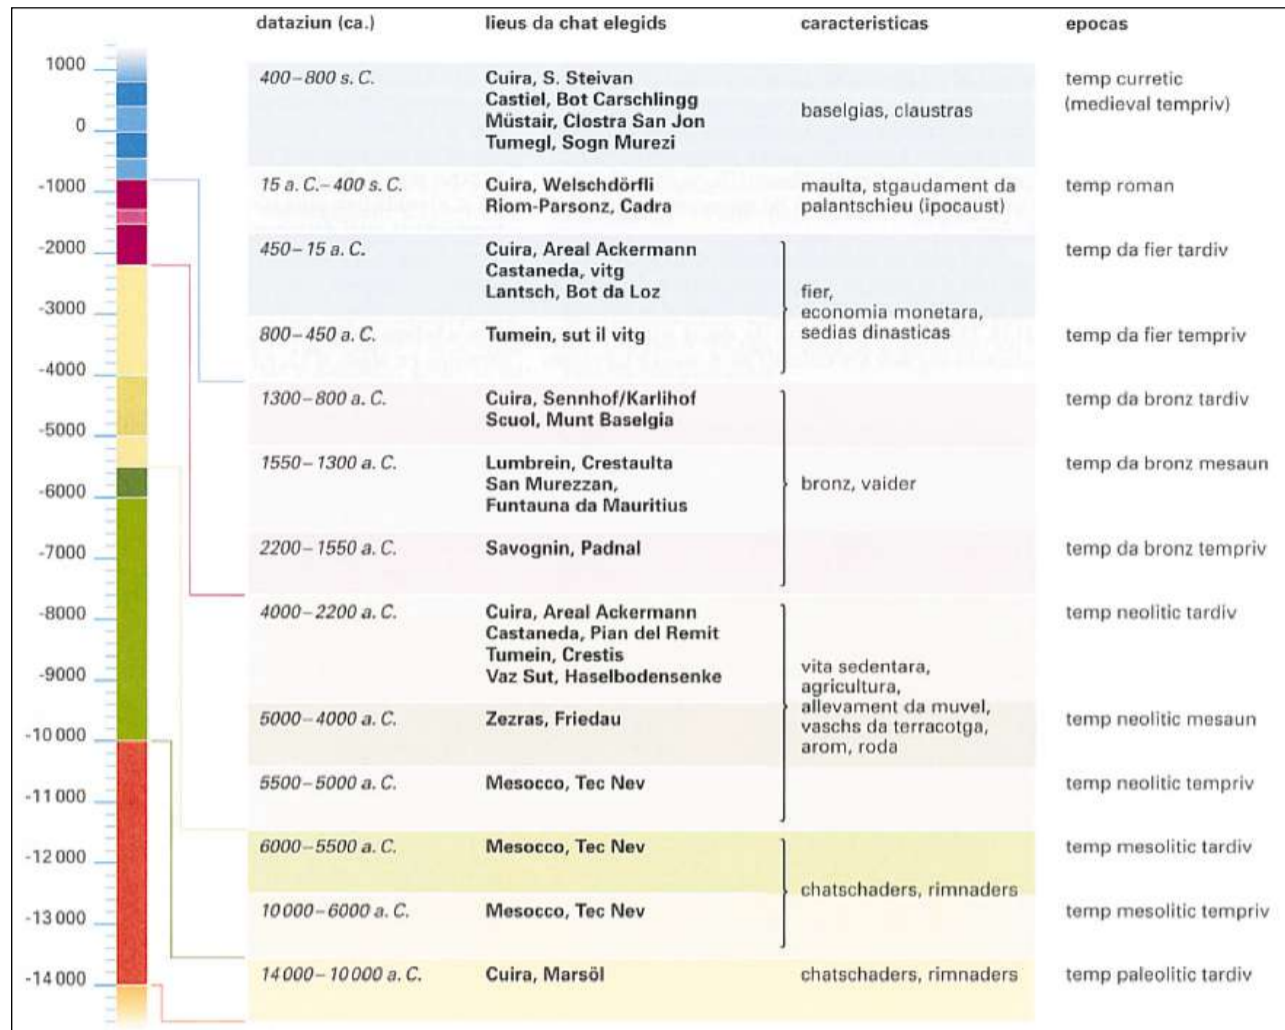 dataziun (ca.) lieus da chat elegids caracteristicas epocas
1000
0
-1000
-2000
-3000
-4000
-5000
-6000
-7000
-8000
-9000
-10 000
-11 000
-12 000
-13 000
-14 000
400–800 s. C.
Cuira, S. Steivan
Castiel, Bot Carschlingg
Müstair, Clostra San Jon
Tumegl, Sogn Murezi
baselgias, claustras
temp curretic
(medieval tempriv)
15 a. C.–400 s. C.
Cuira, Welschdörfli
Riom-Parsonz, Cadra
maulta, stgaudament da
palantschieu (ipocaust)
temp roman
450–15 a. C.
Cuira, Areal Ackermann
Castaneda, vitg
Lantsch, Bot da Loz
fier,
economia monetara,
sedias dinasticas
temp da fier tardiv
800–450 a. C.
Tumein, sut il vitg
temp da fier tempriv
1300–800 a. C.
Cuira, Sennhof/Karlihof
Scuol, Munt Baselgia
temp da bronz tardiv
1550–1300 a. C.
Lumbrein, Crestaulta
San Murezzan,
Funtauna da Mauritius
bronz, vaider
temp da bronz mesaun
2200–1550 a. C.
Savognin, Padnal
temp da bronz tempriv
4000–2200 a. C.
Cuira, Areal Ackermann
Castaneda, Pian del Remit
Tumein, Crestis
Vaz Sut, Haselbodensenke
vita sedentara,
agricultura,
allevament da muvel,
vaschs da terracotga,
arom, roda
temp neolitic tardiv
5000–4000 a. C.
Zezras, Friedau
temp neolitic mesaun
5500–5000 a. C.
Mesocco, Tec Nev
temp neolitic tempriv
6000–5500 a. C.
Mesocco, Tec Nev
chatschaders, rimnaders
temp mesolitic tardiv
10 000–6000 a. C.
Mesocco, Tec Nev
temp mesolitic tempriv
14 000–10 000 a. C.
Cuira, Marsöl
chatschaders, rimnaders
temp paleolitic tardiv